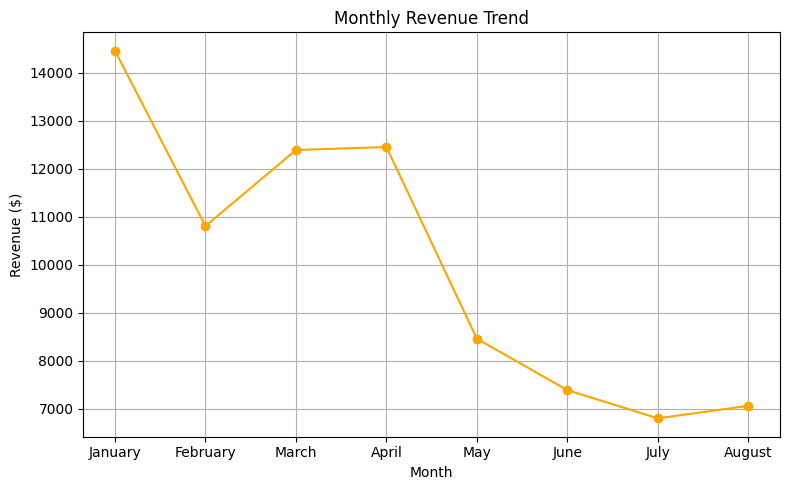 Monthly Revenue Trend
Revenue ($)
14000
13000
12000
11000
10000
9000
8000
7000
January February March April May June July August
Month